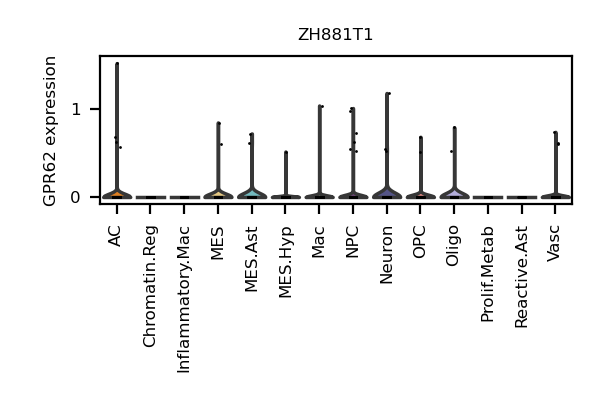 ZH881T1
GPR62 expression
1
0
AC
Chromatin.Reg
Inflammatory.Mac
MES
MES.Ast
MES.Hyp
Mac
NPC
Neuron
OPC
Oligo
Prolif.Metab
Reactive.Ast
Vasc